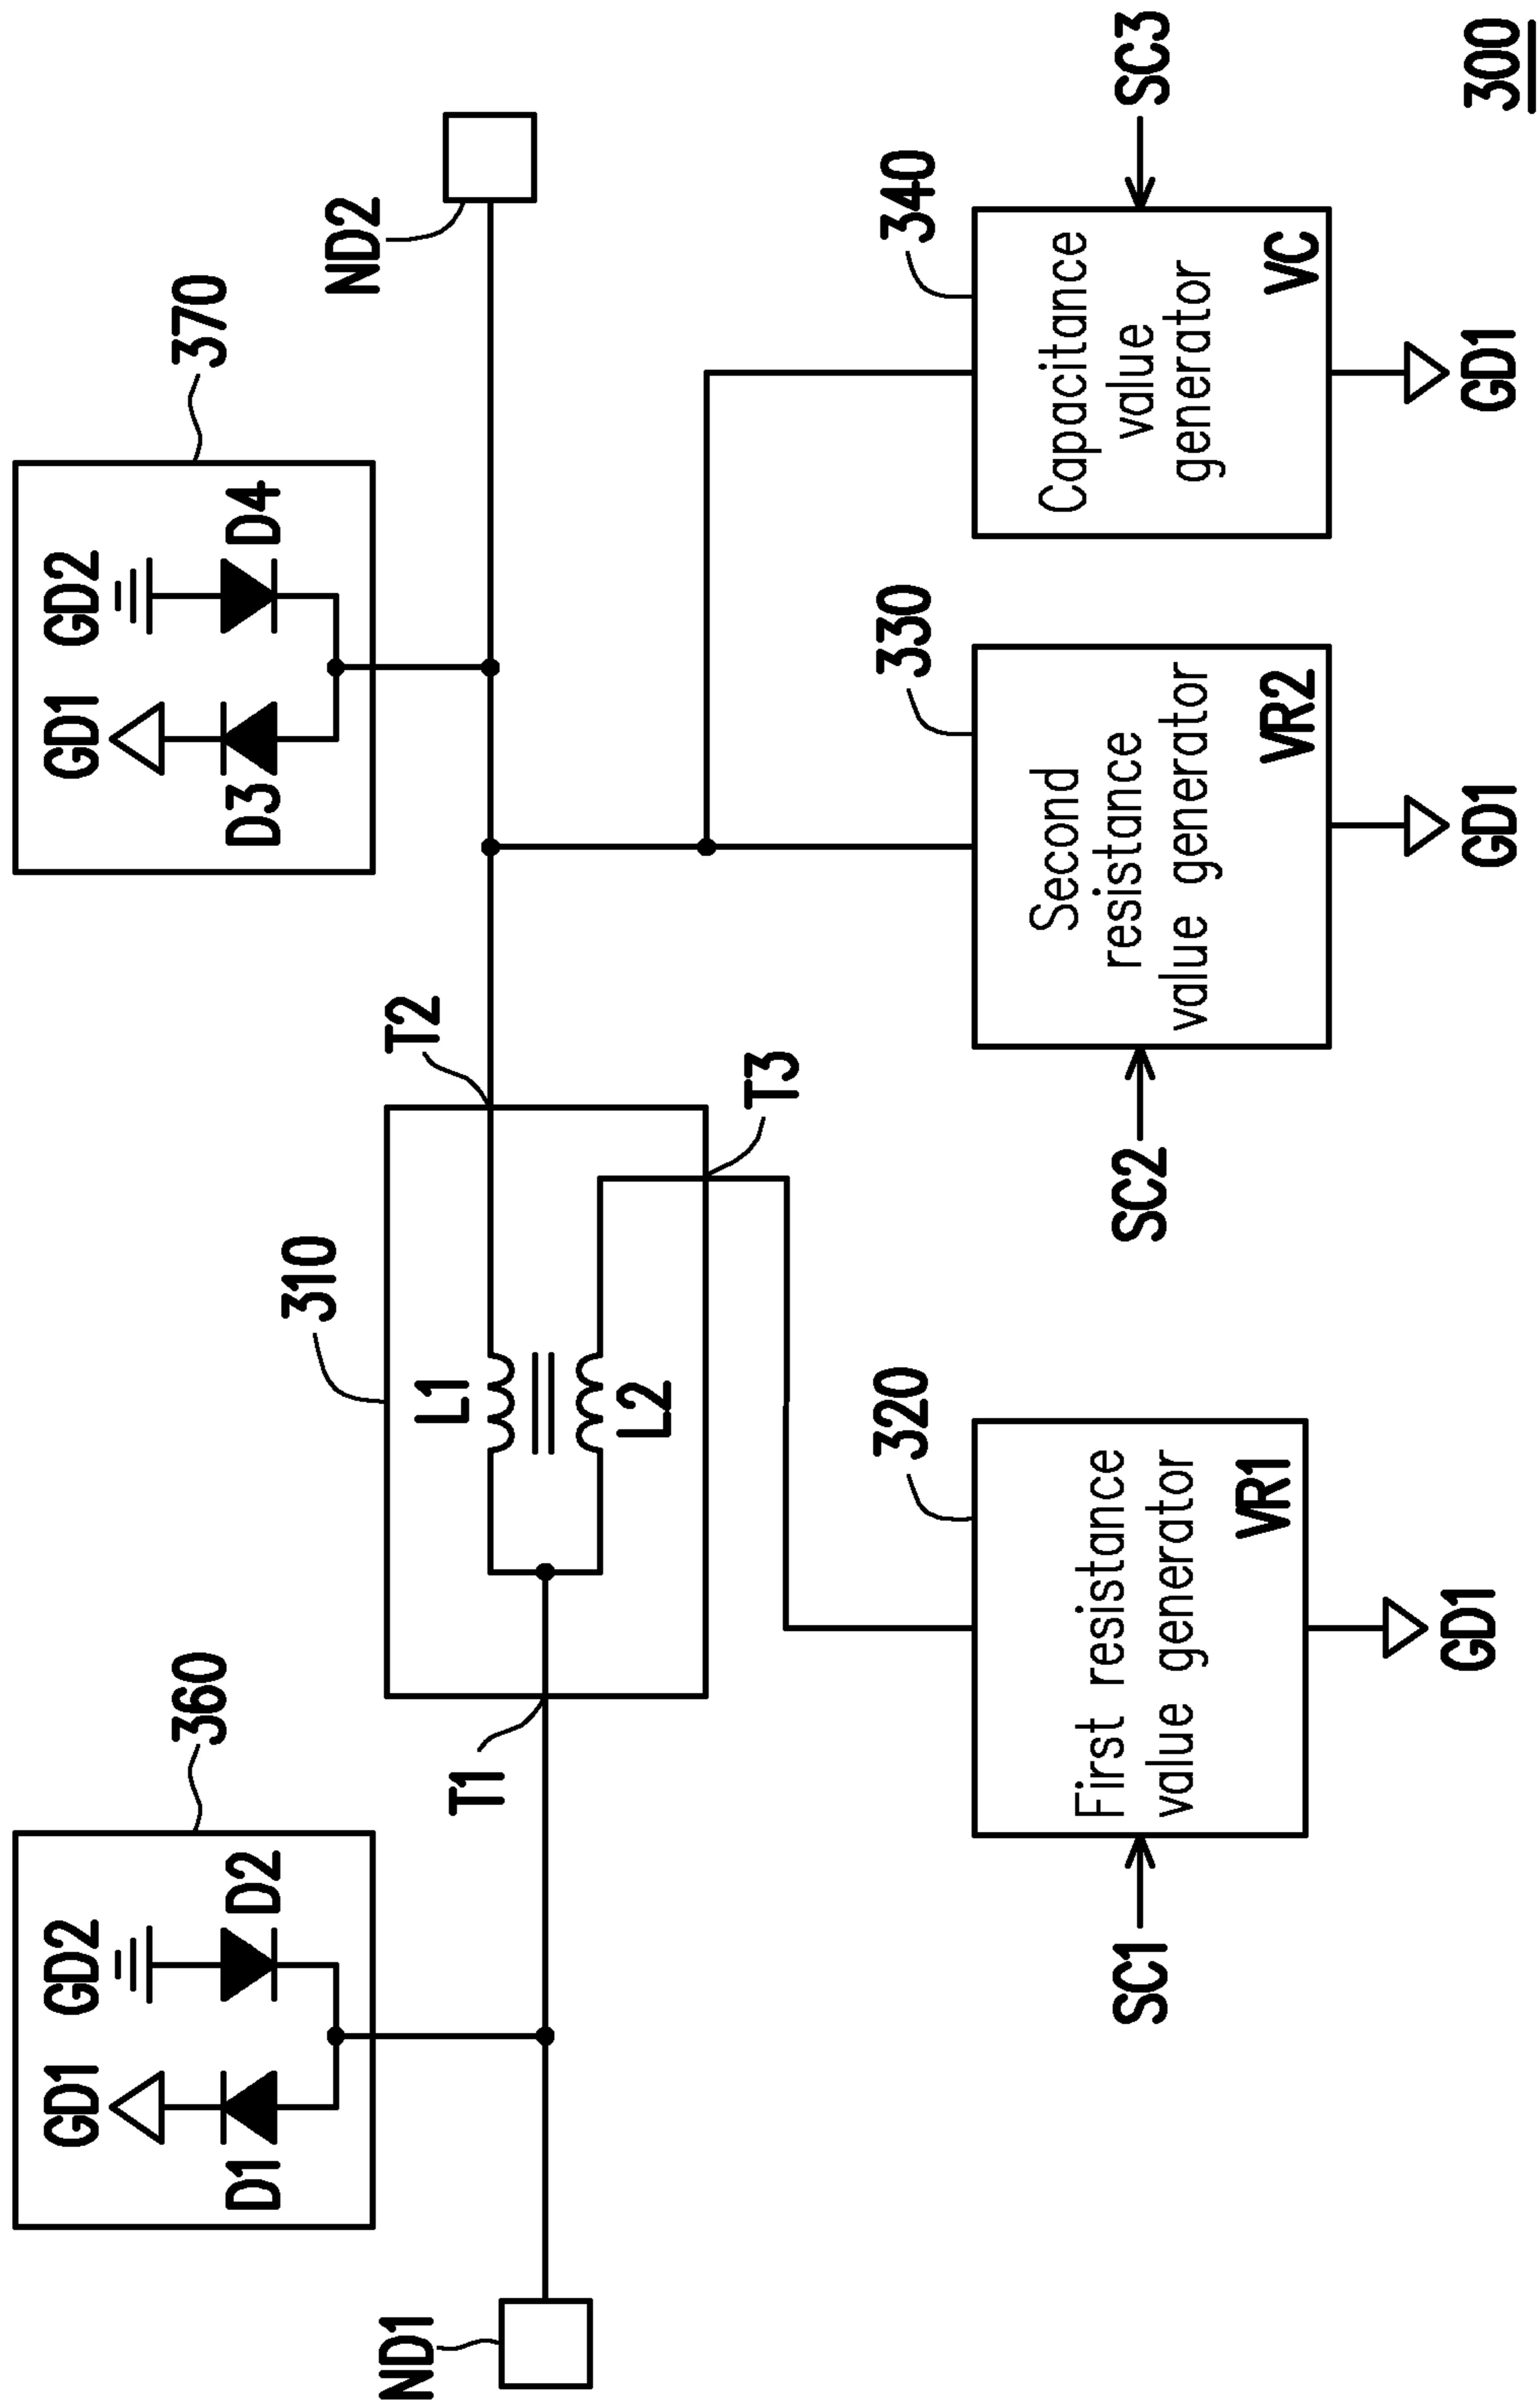 360
GD1
GD2
D1
D2
370
GD1
GD2
D3
D4
ND1
T1
310
L1
L2
T2
T3
ND2
320
First resistance
value generator
VR1
SC1
GD1
330
Second
resistance
value generator
VR2
SC2
GD1
340
Capacitance
value
generator
VC
SC3
GD1
300